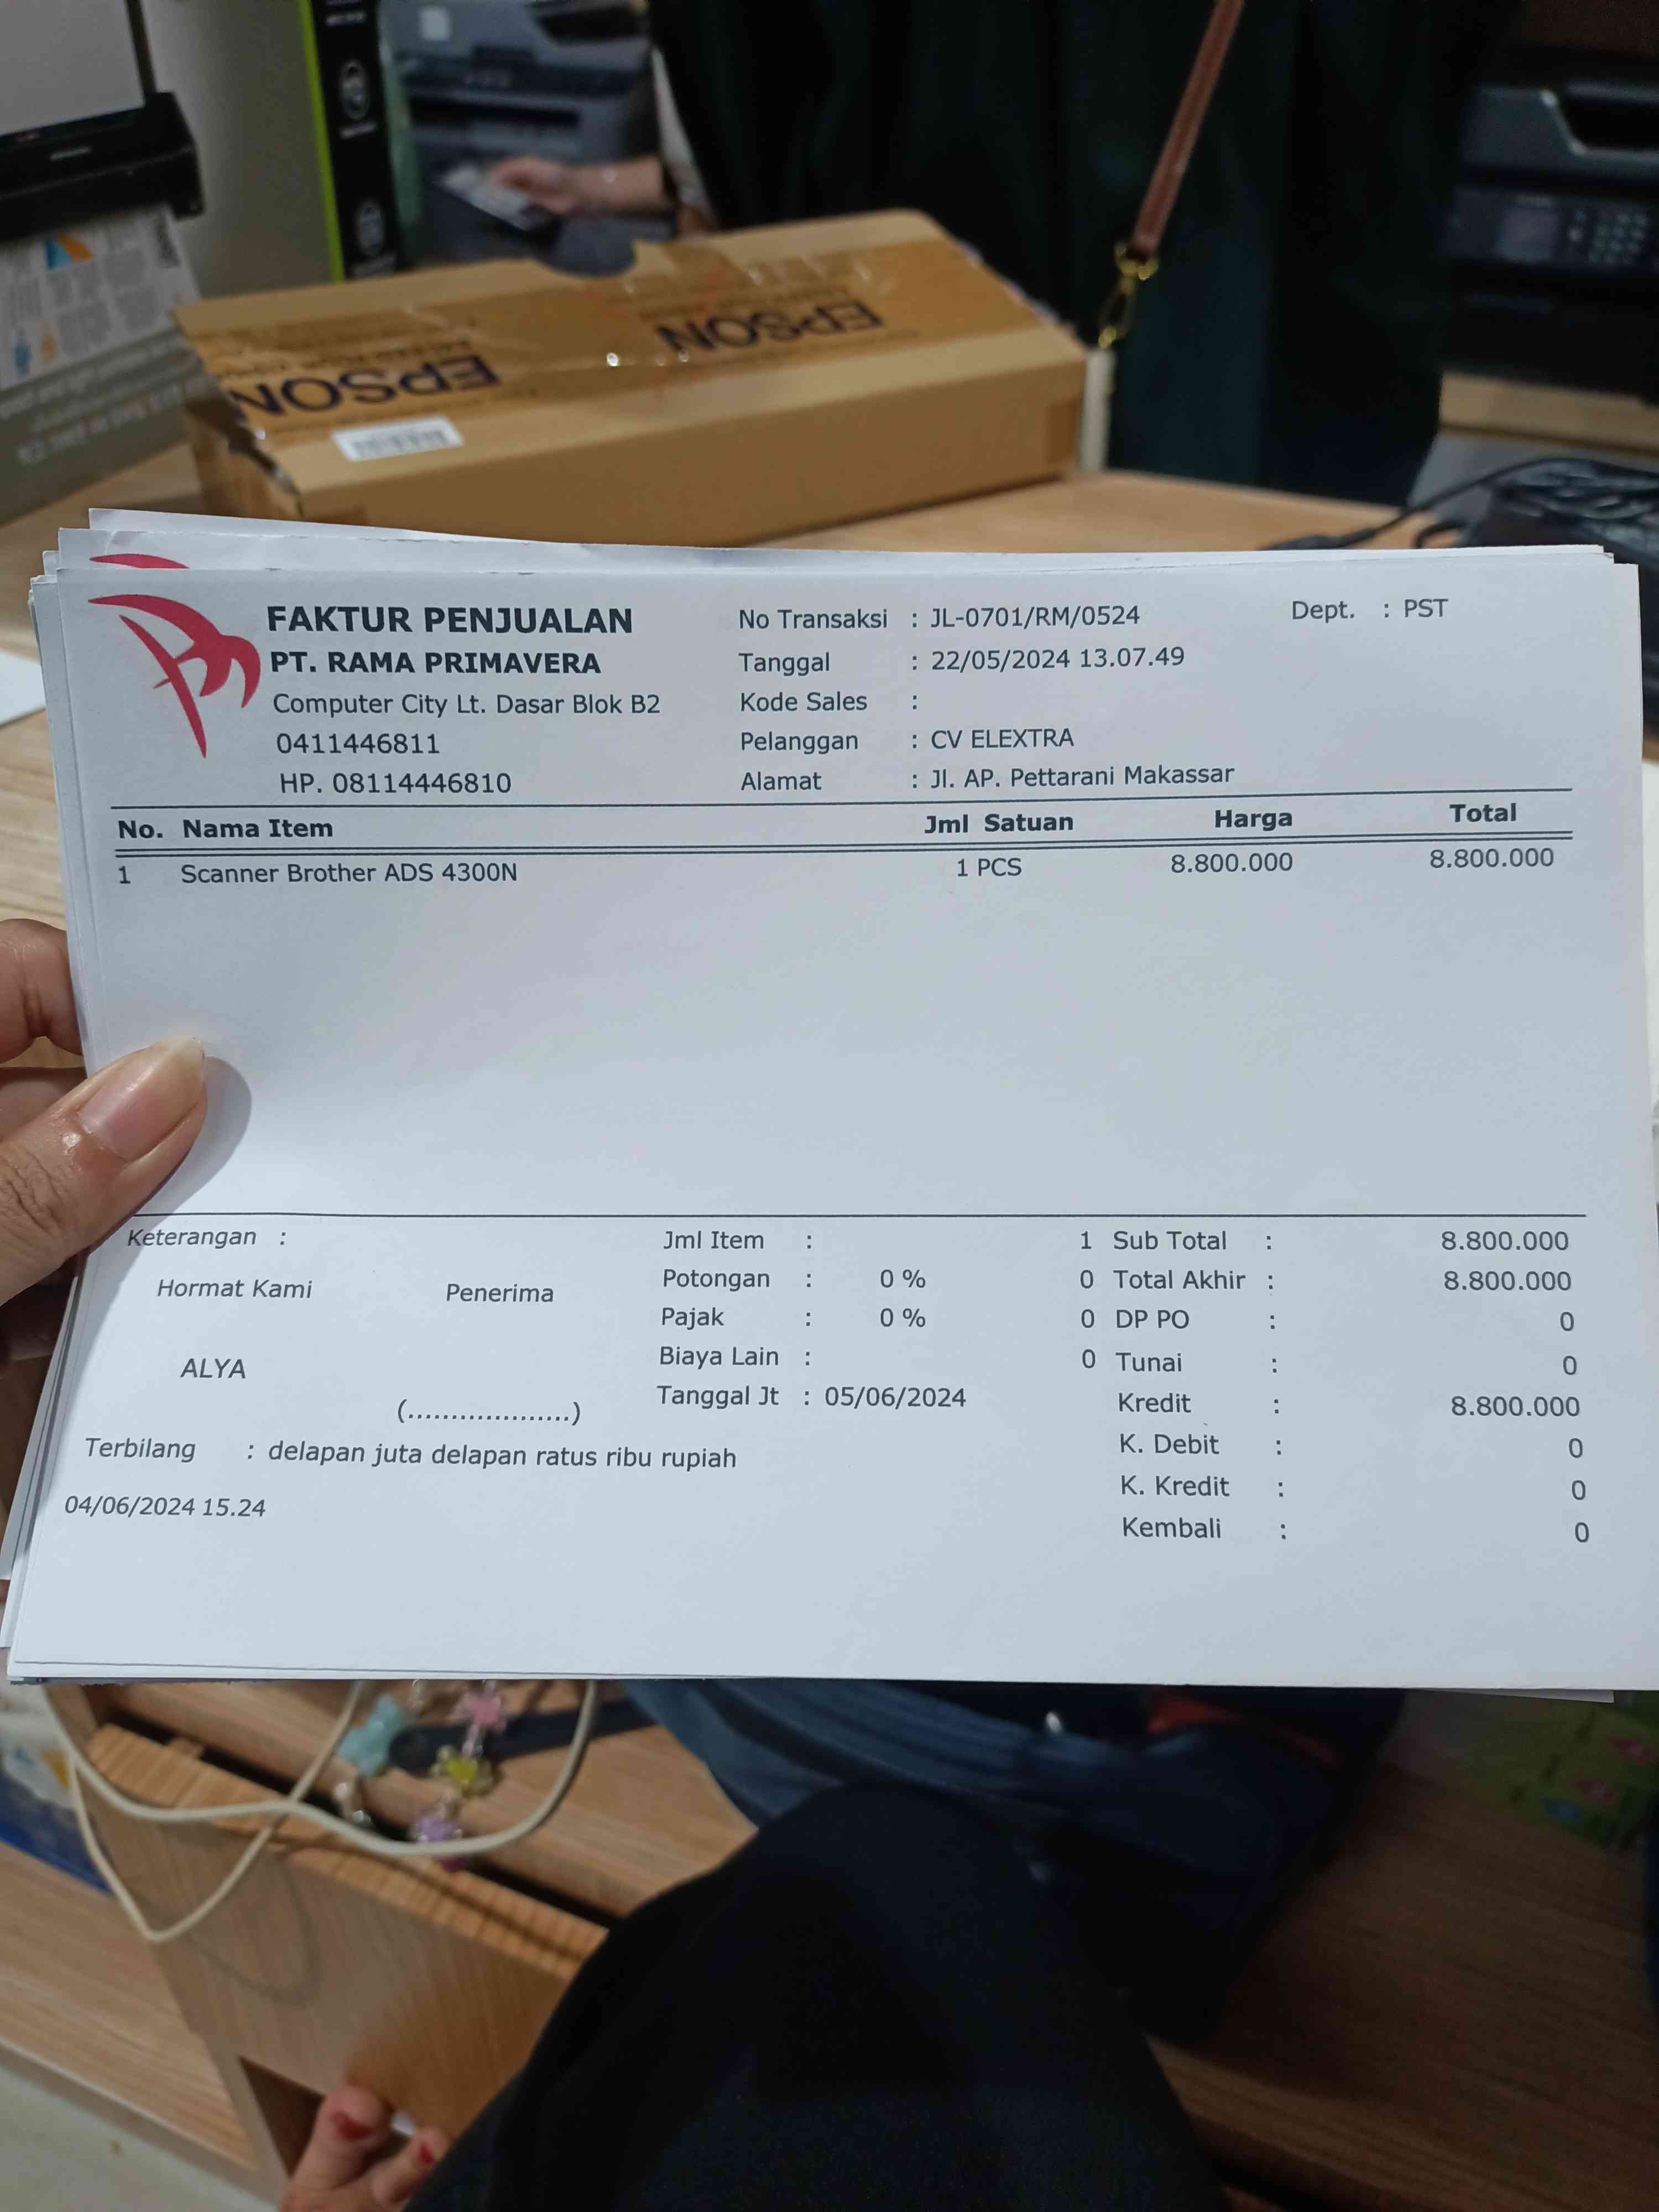 EPSON
EPSON
FAKTUR PENJUALAN
PT. RAMA PRIMAVERA
Computer City Lt. Dasar Blok B2
0411446811
HP. 08114446810
No Transaksi : JL-0701/RM/0524
Tanggal : 22/05/2024 13.07.49
Kode Sales :
Pelanggan : CV ELEXTRA
Alamat : Jl. AP. Pettarani Makassar
Dept. : PST
No. Nama Item Jml Satuan Harga Total
1 Scanner Brother ADS 4300N 1 PCS 8.800.000 8.800.000
Keterangan :
Hormat Kami Penerima
ALYA
(...................)
Jml Item : 1
Potongan : 0 % 0
Pajak : 0 % 0
Biaya Lain : 0
Tanggal Jt : 05/06/2024
Sub Total : 8.800.000
Total Akhir : 8.800.000
DP PO : 0
Tunai : 0
Kredit : 8.800.000
K. Debit : 0
K. Kredit : 0
Kembali : 0
Terbilang : delapan juta delapan ratus ribu rupiah
04/06/2024 15.24